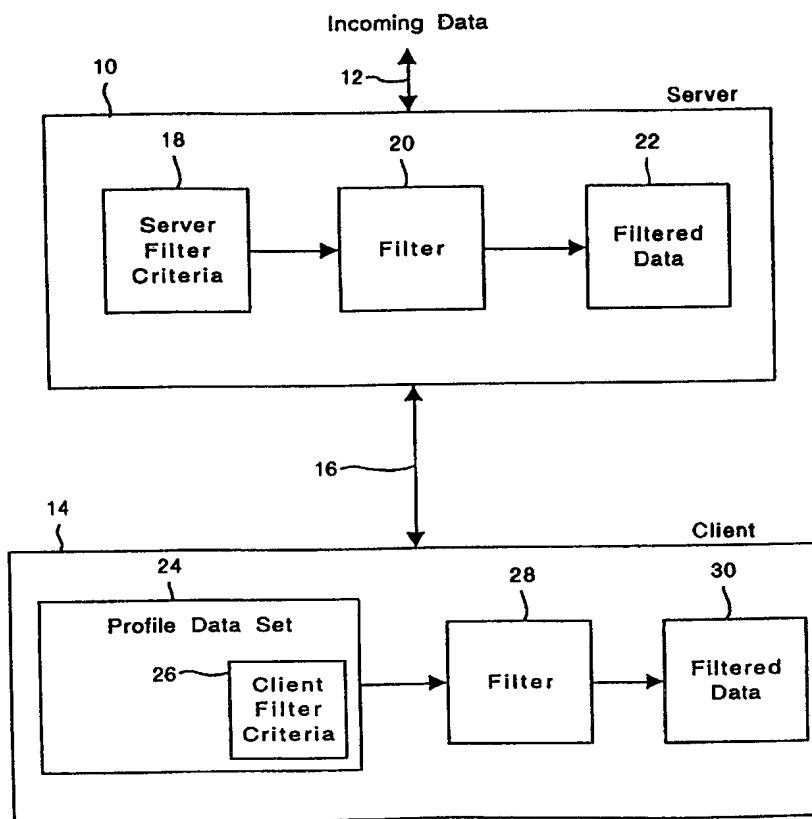 Incoming Data
12
10
Server
18
20
22
Server
Filter
Criteria
Filter
Filtered
Data
16
14
Client
24
28
30
Profile Data Set
26
Client
Filter
Criteria
Filter
Filtered
Data